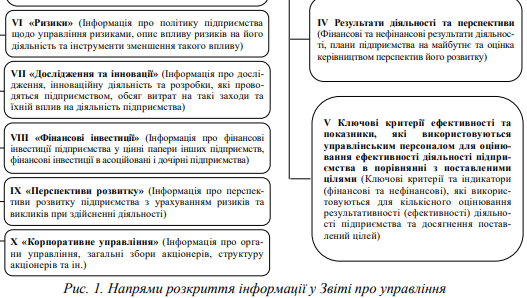 VI «Ризики» (Інформація про політику підприємства
щодо управління ризиками, опис впливу ризиків на його
діяльність та інструменти зменшення такого впливу)
VII «Дослідження та інновації» (Інформація про дослі-
дження, інноваційну діяльність та розробки, які прово-
дяться підприємством, обсяг витрат на такі заходи та
їхній вплив на діяльність підприємства)
VIII «Фінансові інвестиції» (Інформація про фінансові
інвестиції підприємства у цінні папери інших підприємств,
фінансові інвестиції в асоційовані і дочірні підприємства)
IX «Перспективи розвитку» (Інформація про перспек-
тиви розвитку підприємства з урахуванням ризиків та
викликів при здійсненні діяльності)
X «Корпоративне управління» (Інформація про орга-
ни управління, загальні збори акціонерів, структуру
акціонерів та ін.)
IV Результати діяльності та перспективи
(Фінансові та нефінансові результати діяльнос-
ті, плани підприємства на майбутнє та оцінка
керівництвом перспектив його розвитку)
V Ключові критерії ефективності та
показники, які використовуються
управлінським персоналом для оціню-
вання ефективності діяльності підпри-
ємства в порівнянні з поставленими
цілями (Ключові критерії та індикатори
(фінансові та нефінансові), які викорис-
товуються для кількісного оцінювання
результативності (ефективності) діяльно-
сті підприємства та досягнення постав-
лений цілей)
Рис. 1. Напрями розкриття інформації у Звіті про управління